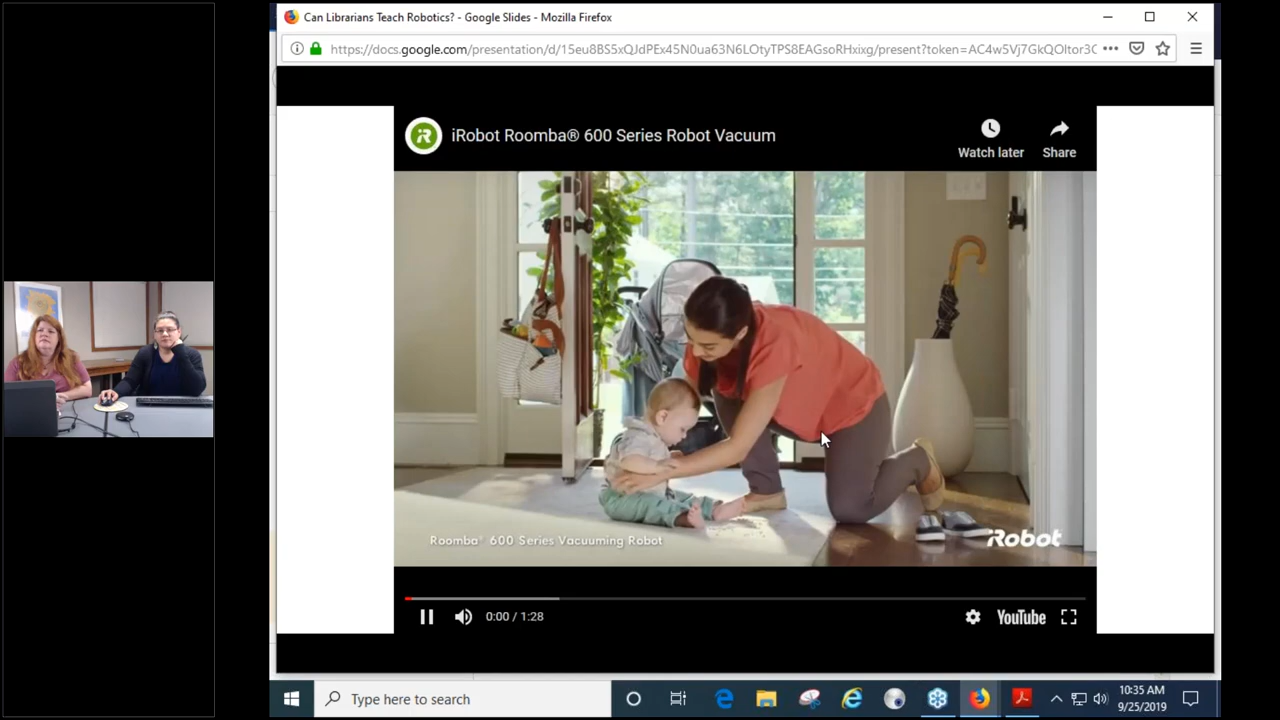 Can Librarians Teach Robotics? - Google Slides - Mozilla Firefox
https://docs.google.com/presentation/d/15eu8BS5xQJdPEx45N0ua63N6LOtyTPS8EAGsoRHxixg/present?token=AC4w5Vj7GkQOltor3C
iR
iRobot Roomba® 600 Series Robot Vacuum
Watch later
Share
Roomba® 600 Series Vacuuming Robot
iRobot
0:00 / 1:28
YouTube
Type here to search
10:35 AM
9/25/2019